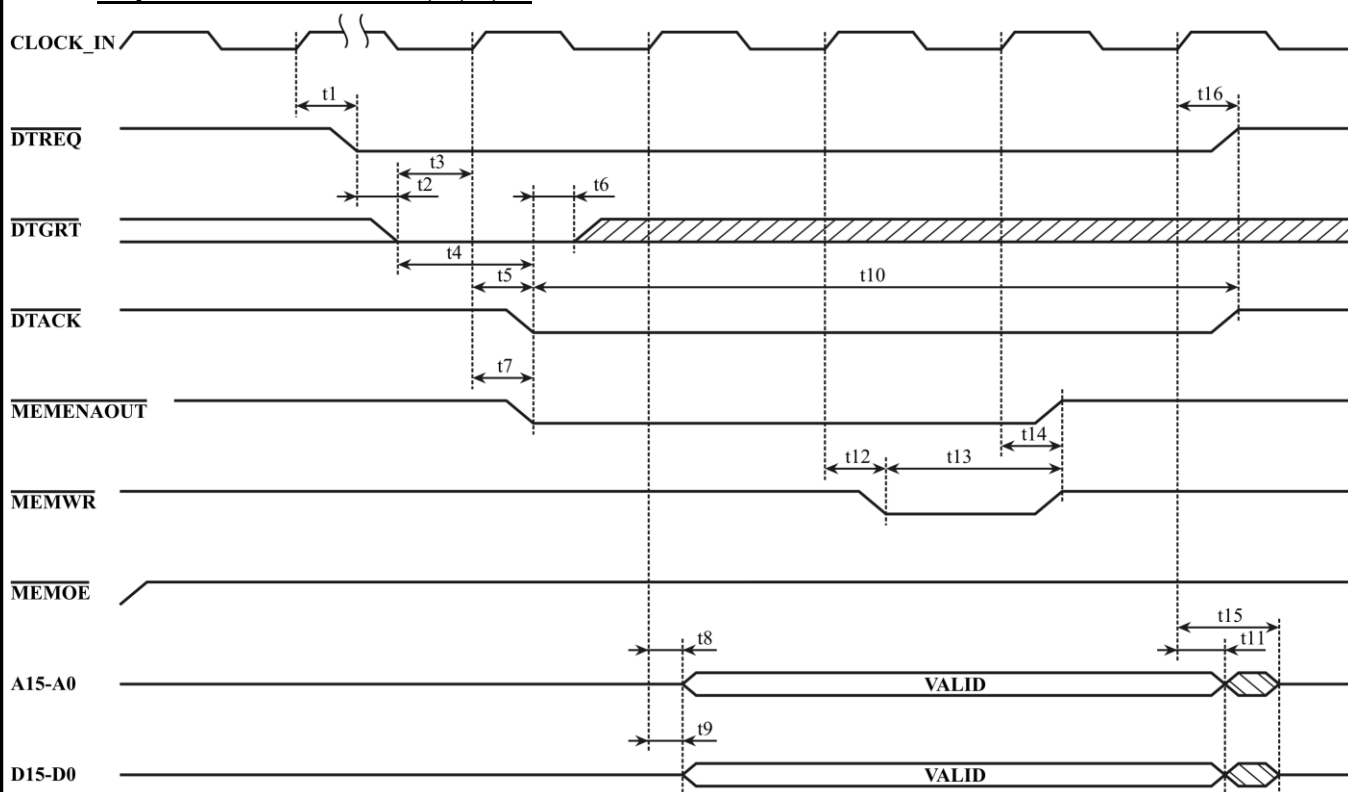 CLOCK_IN
t1
t16
DTREQ
t3
t2
t6
DTGRT
t4
t5
t10
DTACK
t7
MEMENAOUT
t14
t12
t13
MEMWR
MEMOE
t15
t8
t11
A15-A0
VALID
t9
D15-D0
VALID